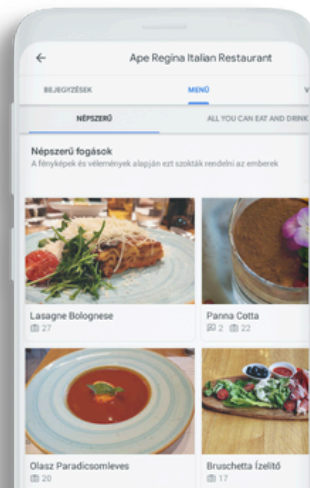 Ape Regina Italian Restaurant
BEJEGYZÉSEK MENÜ V
NÉPSZERŰ ALL YOU CAN EAT AND DRINK
Népszerű fogások
A fényképek és vélemények alapján ezt szokták rendelni az emberek
Lasagne Bolognese Panna Cotta
27 2 22
Olasz Paradicsomleves Bruschetta Ízelítő
20 17